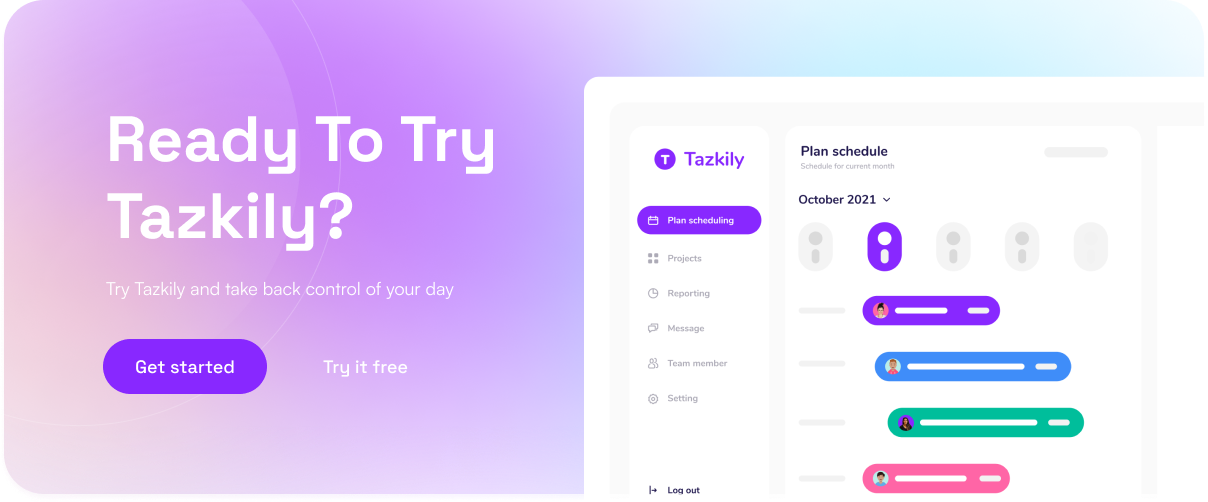 Ready To Try
Tazkily?
Try Tazkily and take back control of your day
Get started
Try it free
T Tazkily
Plan scheduling
Projects
Reporting
Message
Team member
Setting
Log out
Plan schedule
Schedule for current month
October 2021